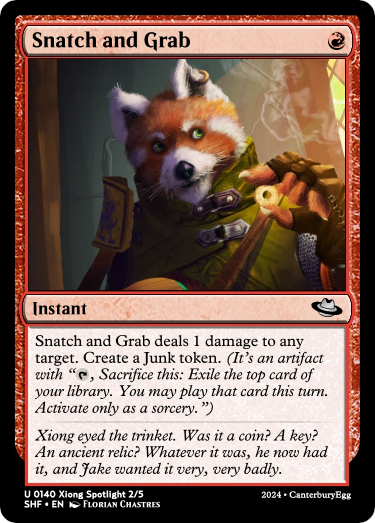 Snatch and Grab
Instant
Snatch and Grab deals 1 damage to any
target. Create a Junk token. (It's an artifact
with “, Sacrifice this: Exile the top card of
your library. You may play that card this turn.
Activate only as a sorcery.”)
Xiong eyed the trinket. Was it a coin? A key?
An ancient relic? Whatever it was, he now had
it, and Jake wanted it very, very badly.
U 0140 Xiong Spotlight 2/5
SHF • EN Florian Chastres
2024 • CanterburyEgg